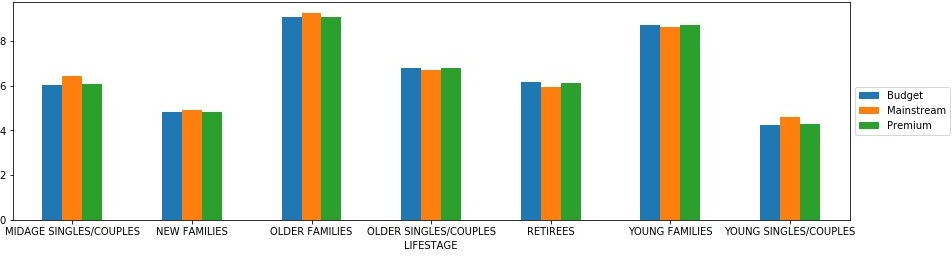 8
6
4
2
0
MIDAGE SINGLES/COUPLES NEW FAMILIES OLDER FAMILIES OLDER SINGLES/COUPLES RETIREES YOUNG FAMILIES YOUNG SINGLES/COUPLES
LIFESTAGE
Budget
Mainstream
Premium